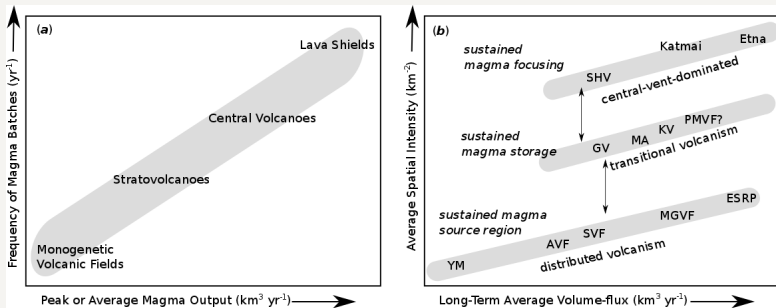 (a)
Lava Shields
Central Volcanoes
Stratovolcanoes
Monogenetic
Volcanic Fields
Frequency of Magma Batches (yr⁻¹)
Peak or Average Magma Output (km³ yr⁻¹)
(b)
sustained
magma focusing
Etna
Katmai
SHV
central-vent-dominated
sustained
magma storage
PMVF?
KV
MA
GV
transitional volcanism
sustained magma
source region
ESRP
MGVF
SVF
AVF
YM
distributed volcanism
Average Spatial Intensity (km⁻²)
Long-Term Average Volume-flux (km³ yr⁻¹)